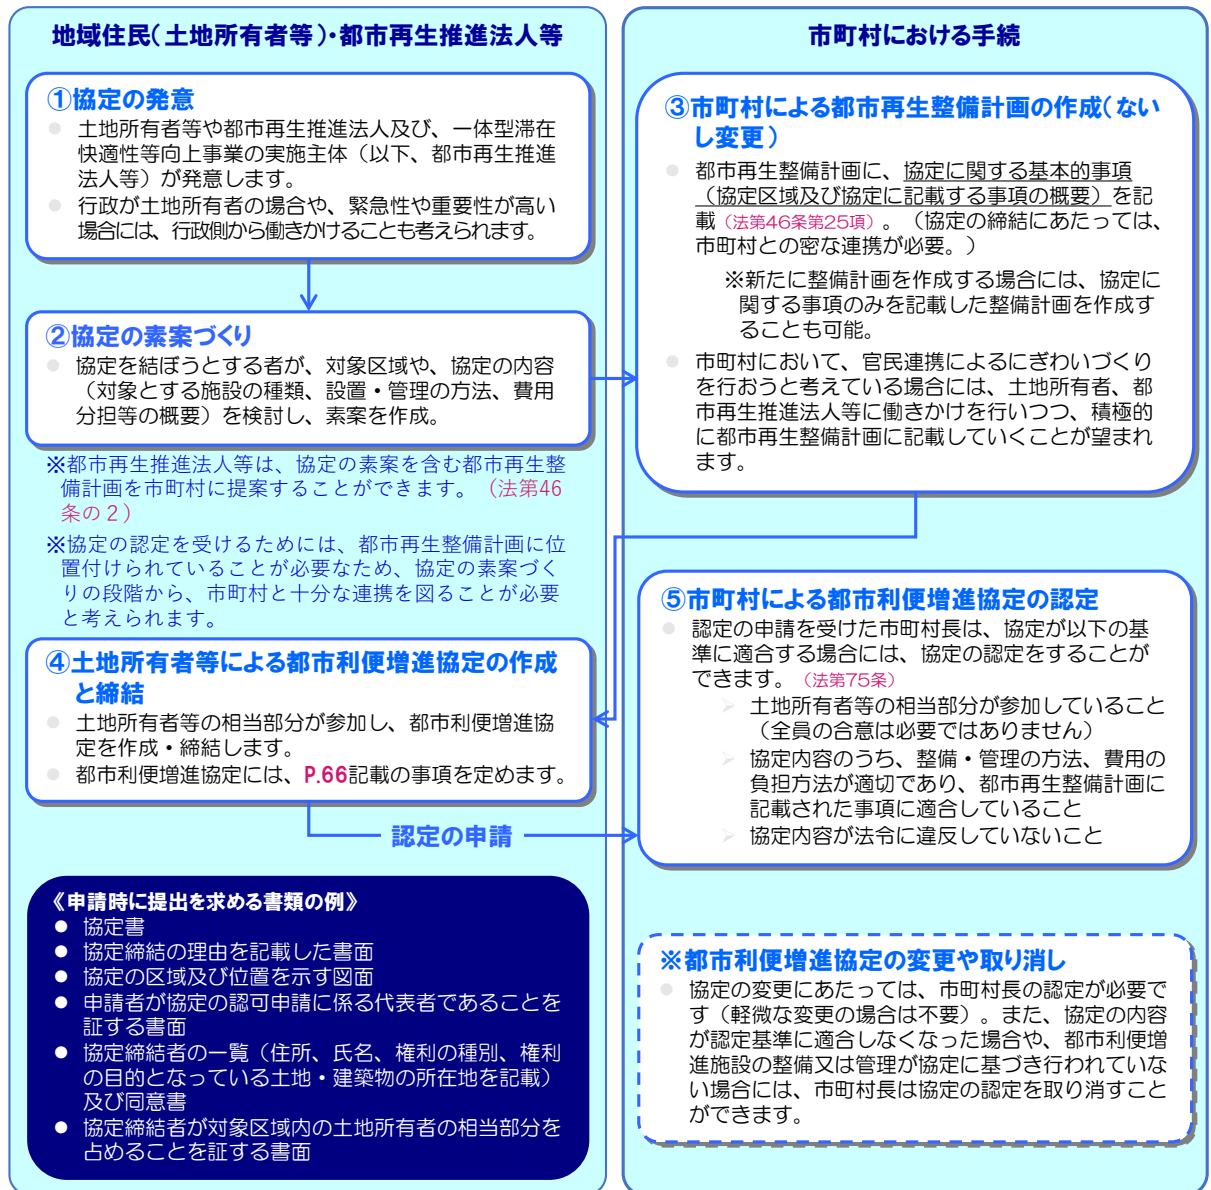 地域住民（土地所有者等）・都市再生推進法人等
①協定の発意
● 土地所有者等や都市再生推進法人及び、一体型滞在
快適性等向上事業の実施主体（以下、都市再生推進
法人等）が発意します。
● 行政が土地所有者の場合や、緊急性や重要性が高い
場合には、行政側から働きかけることも考えられます。
②協定の素案づくり
● 協定を結ぼうとする者が、対象区域や、協定の内容
（対象とする施設の種類、設置・管理の方法、費用
分担等の概要）を検討し、素案を作成。
※都市再生推進法人等は、協定の素案を含む都市再生整
備計画を市町村に提案することができます。（法第46
条の２）
※協定の認定を受けるためには、都市再生整備計画に位
置付けられていることが必要なため、協定の素案づく
りの段階から、市町村と十分な連携を図ることが必要
と考えられます。
市町村における手続
③市町村による都市再生整備計画の作成（ない
し変更）
● 都市再生整備計画に、協定に関する基本的事項
（協定区域及び協定に記載する事項の概要）を記
載（法第46条第25項）。（協定の締結にあたっては、
市町村との密な連携が必要。）
※新たに整備計画を作成する場合には、協定に
関する事項のみを記載した整備計画を作成す
ることも可能。
● 市町村において、官民連携によるにぎわいづくり
を行おうと考えている場合には、土地所有者、都
市再生推進法人等に働きかけを行いつつ、積極的
に都市再生整備計画に記載していくことが望まれ
ます。
④土地所有者等による都市利便増進協定の作成
と締結
● 土地所有者等の相当部分が参加し、都市利便増進協
定を作成・締結します。
● 都市利便増進協定には、P.66記載の事項を定めます。
認定の申請
⑤市町村による都市利便増進協定の認定
● 認定の申請を受けた市町村長は、協定が以下の基
準に適合する場合には、協定の認定をすることが
できます。（法第75条）
➢ 土地所有者等の相当部分が参加していること
（全員の合意は必要ではありません）
➢ 協定内容のうち、整備・管理の方法、費用の
負担方法が適切であり、都市再生整備計画に
記載された事項に適合していること
➢ 協定内容が法令に違反していないこと
《申請時に提出を求める書類の例》
● 協定書
● 協定締結の理由を記載した書面
● 協定の区域及び位置を示す図面
● 申請者が協定の認可申請に係る代表者であることを
証する書面
● 協定締結者の一覧（住所、氏名、権利の種別、権利
の目的となっている土地・建築物の所在地を記載）
及び同意書
● 協定締結者が対象区域内の土地所有者の相当部分を
占めることを証する書面
※都市利便増進協定の変更や取り消し
● 協定の変更にあたっては、市町村長の認定が必要で
す（軽微な変更の場合は不要）。また、協定の内容
が認定基準に適合しなくなった場合や、都市利便増
進施設の整備又は管理が協定に基づき行われていな
い場合には、市町村長は協定の認定を取り消すこと
ができます。